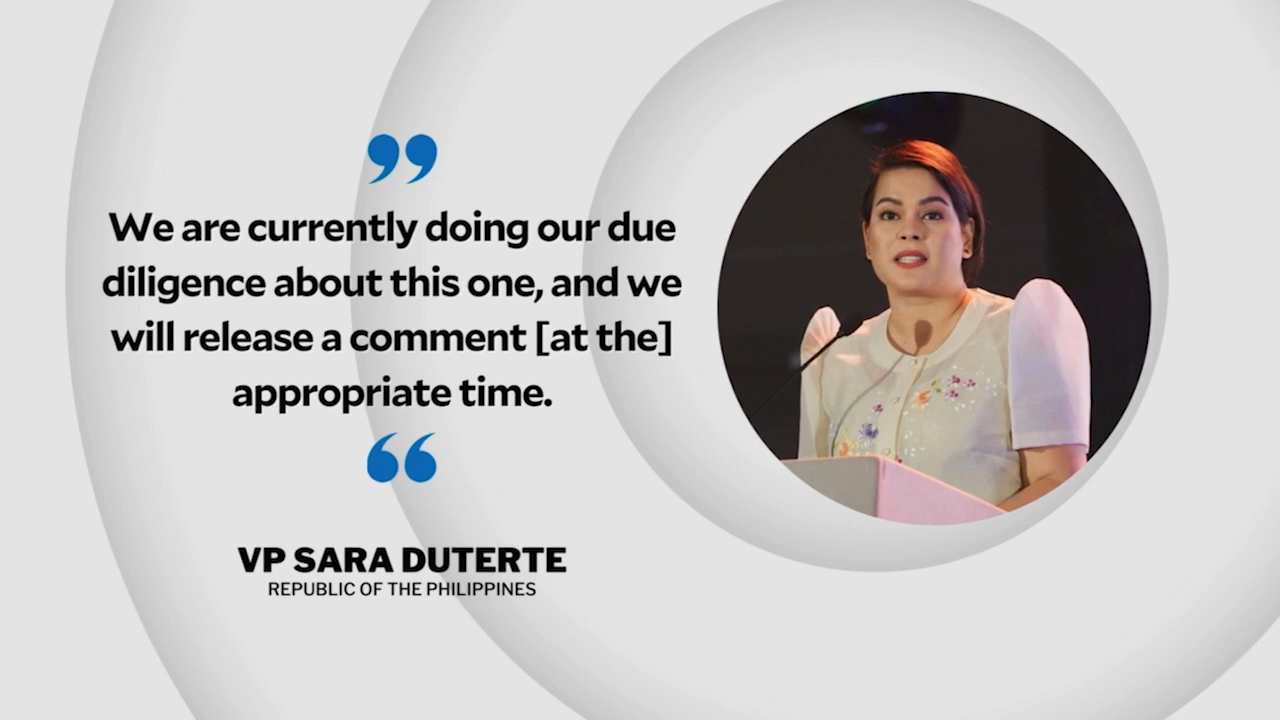 ”
We are currently doing our due
diligence about this one, and we
will release a comment [at the]
appropriate time.
“
VP SARA DUTERTE
REPUBLIC OF THE PHILIPPINES